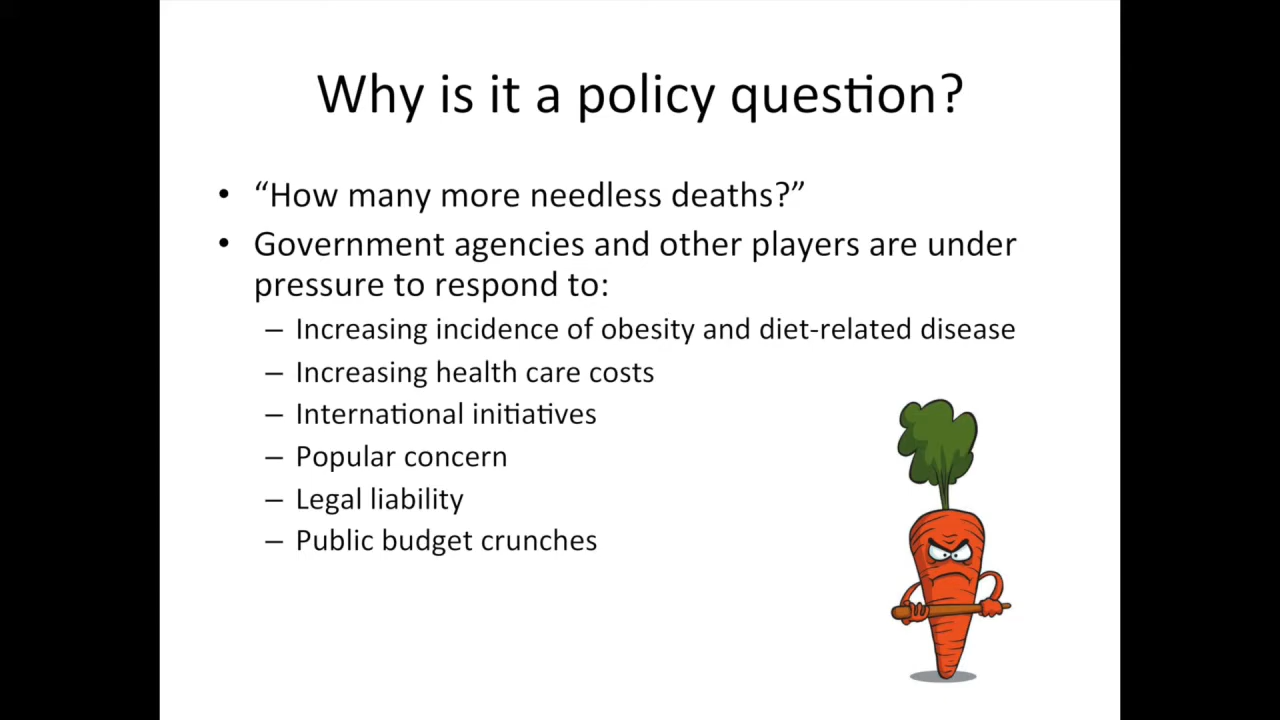 Why is it a policy question?
• “How many more needless deaths?”
• Government agencies and other players are under
pressure to respond to:
– Increasing incidence of obesity and diet-related disease
– Increasing health care costs
– International initiatives
– Popular concern
– Legal liability
– Public budget crunches